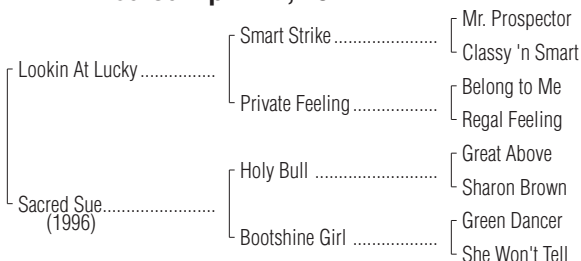 Smart Strike....................
Mr. Prospector
Classy 'n Smart
Lookin At Lucky..............
Private Feeling................
Belong to Me
Regal Feeling
Holy Bull .......................
Great Above
Sharon Brown
Sacred Sue.....................
(1996)
Bootshine Girl ................
Green Dancer
She Won't Tell